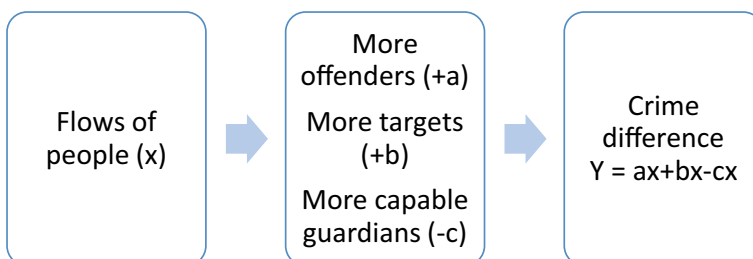 Flows of
people (x)
More
offenders (+a)
More targets
(+b)
More capable
guardians (-c)
Crime
difference
Y = ax+bx-cx